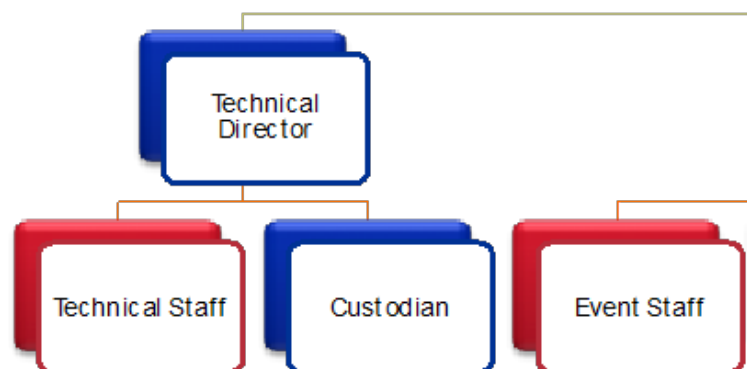 Technical
Director
Technical Staff
Custodian
Event Staff